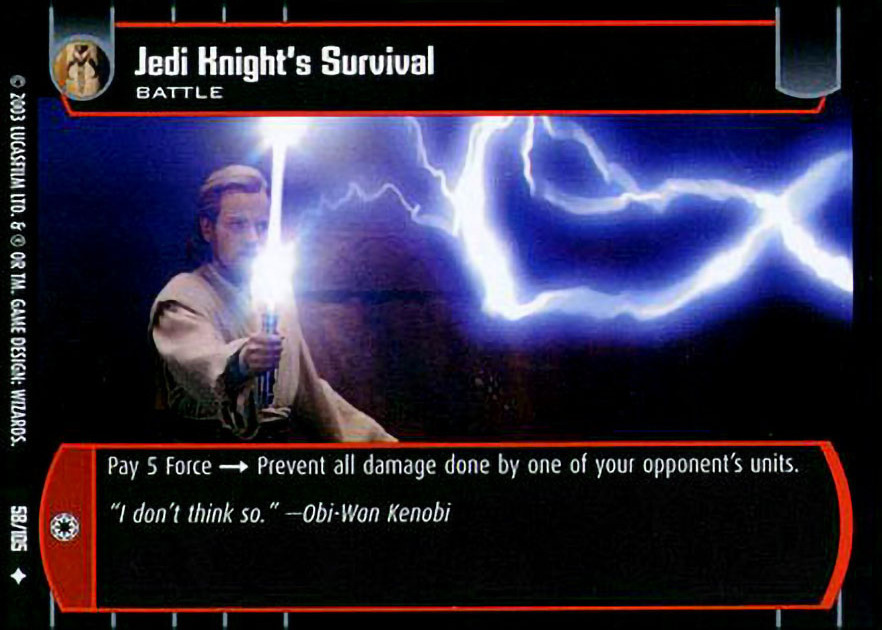 Jedi Knight's Survival
BATTLE
Pay 5 Force → Prevent all damage done by one of your opponent's units.
"I don't think so." –Obi-Wan Kenobi
© 2003 LUCASFILM LTD. & ® OR TM. GAME DESIGN: WIZARDS.
58/105